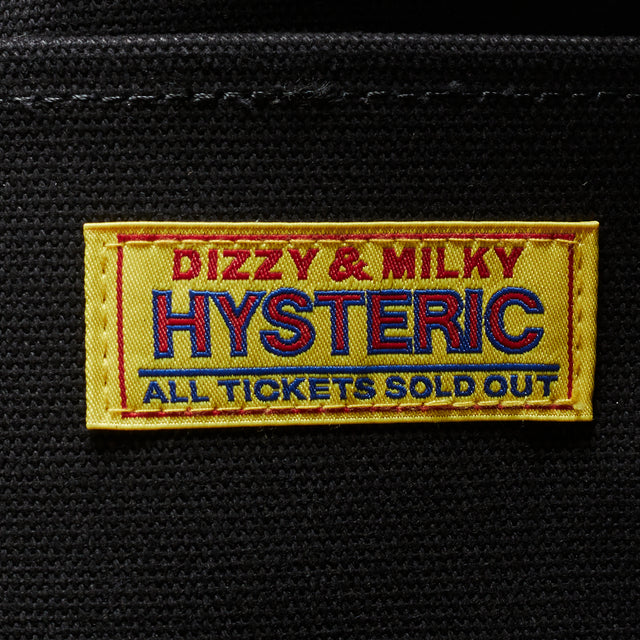 DIZZY & MILKY
HYSTERIC
ALL TICKETS SOLD OUT